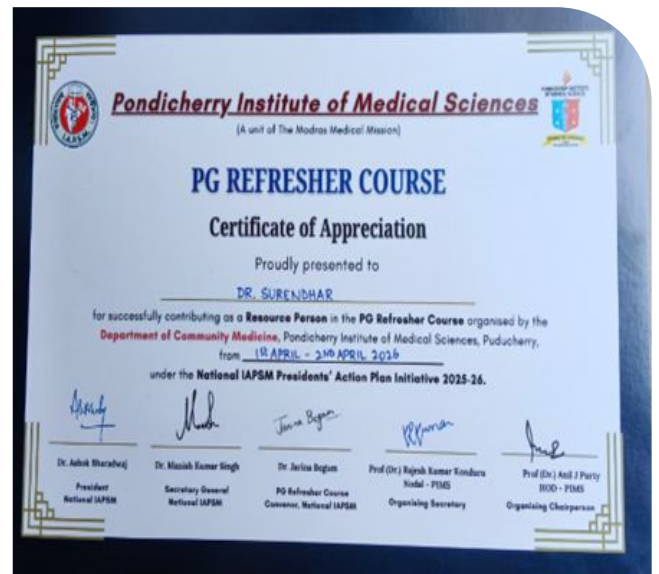 Pondicherry Institute of Medical Sciences
(A unit of The Madras Medical Mission)
PG REFRESHER COURSE
Certificate of Appreciation
Proudly presented to
DR. SURENDHAR
for successfully contributing as a Resource Person in the PG Refresher Course organised by the
Department of Community Medicine, Pondicherry Institute of Medical Sciences, Puducherry,
from 1ST APRIL - 2ND APRIL 2026
under the National IAPSM Presidents' Action Plan Initiative 2025-26.
Jarina Begum
Dr. Ashok Bharadwaj
President
National IAPSM
Dr. Manish Kumar Singh
Secretary General
National IAPSM
Dr. Jarina Begum
PG Refresher Course
Convenor, National IAPSM
Prof (Dr.) Rajesh Kumar Konduru
Nodal - PIMS
Organising Secretary
Prof (Dr.) Anil J Purty
HOD - PIMS
Organising Chairperson